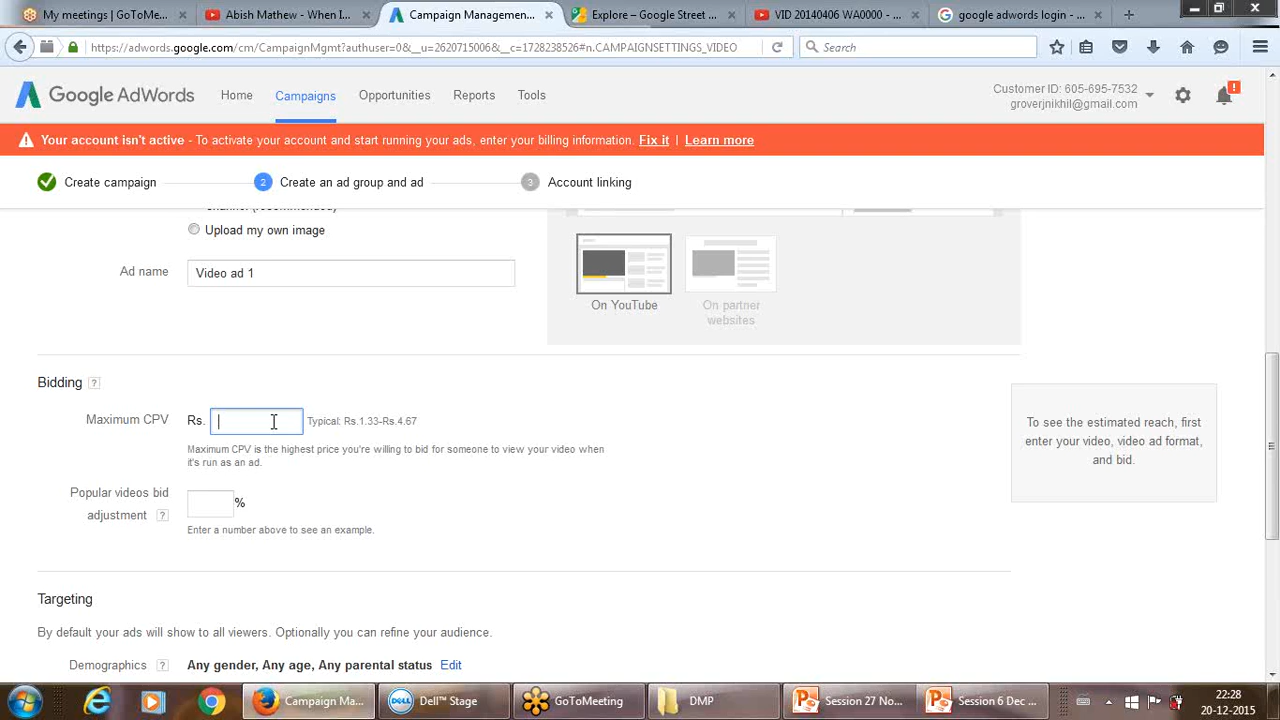 My meetings | GoToMe...
Abish Mathew - When I...
Campaign Management...
Explore – Google Street ...
VID 20140406 WA0000 - ...
google adwords login - ...
https://adwords.google.com/cm/CampaignMgmt?authuser=0&__u=2620715006&__c=1728238526#n.CAMPAIGNSETTINGS_VIDEO
Search
Google AdWords
Home
Campaigns
Opportunities
Reports
Tools
Customer ID: 605-695-7532
groverjnikhil@gmail.com
!
Your account isn't active - To activate your account and start running your ads, enter your billing information. Fix it | Learn more
Create campaign
2 Create an ad group and ad
3 Account linking
Channel (recommended)
Upload my own image
Ad name
Video ad 1
On YouTube
On partner
websites
Bidding ?
Maximum CPV
Rs.
Typical: Rs.1.33-Rs.4.67
Maximum CPV is the highest price you're willing to bid for someone to view your video when
it's run as an ad.
Popular videos bid
adjustment ?
%
Enter a number above to see an example.
To see the estimated reach, first
enter your video, video ad format,
and bid.
Targeting
By default your ads will show to all viewers. Optionally you can refine your audience.
Demographics ?
Any gender, Any age, Any parental status Edit
Campaign Ma...
DELL
Dell™ Stage
GoToMeeting
DMP
Session 27 No...
Session 6 Dec ...
22:28
20-12-2015